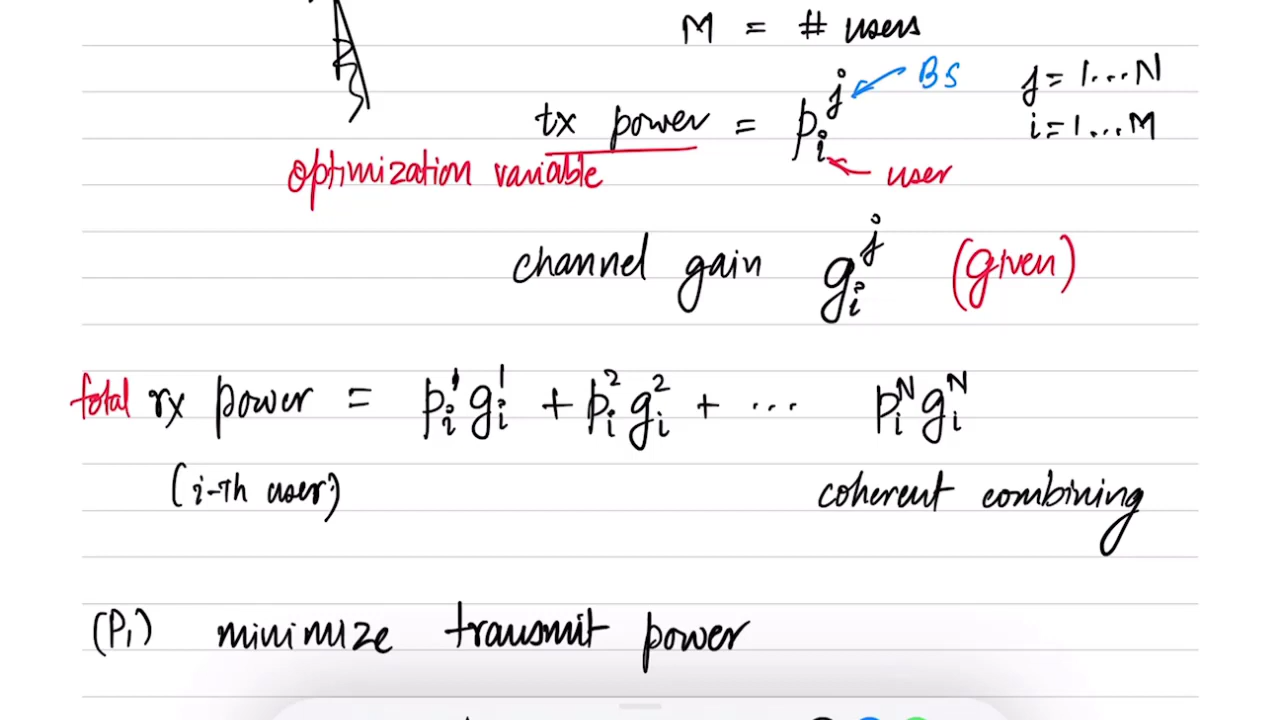 M = # users
BS
j = 1...N
tx power = p_i^j
i = 1...M
optimization variable
user
channel gain g_i^j (given)
total rx power = p_i^1 g_i^1 + p_i^2 g_i^2 + ... p_i^N g_i^N
(i-th user)
coherent combining
(P1) minimize transmit power